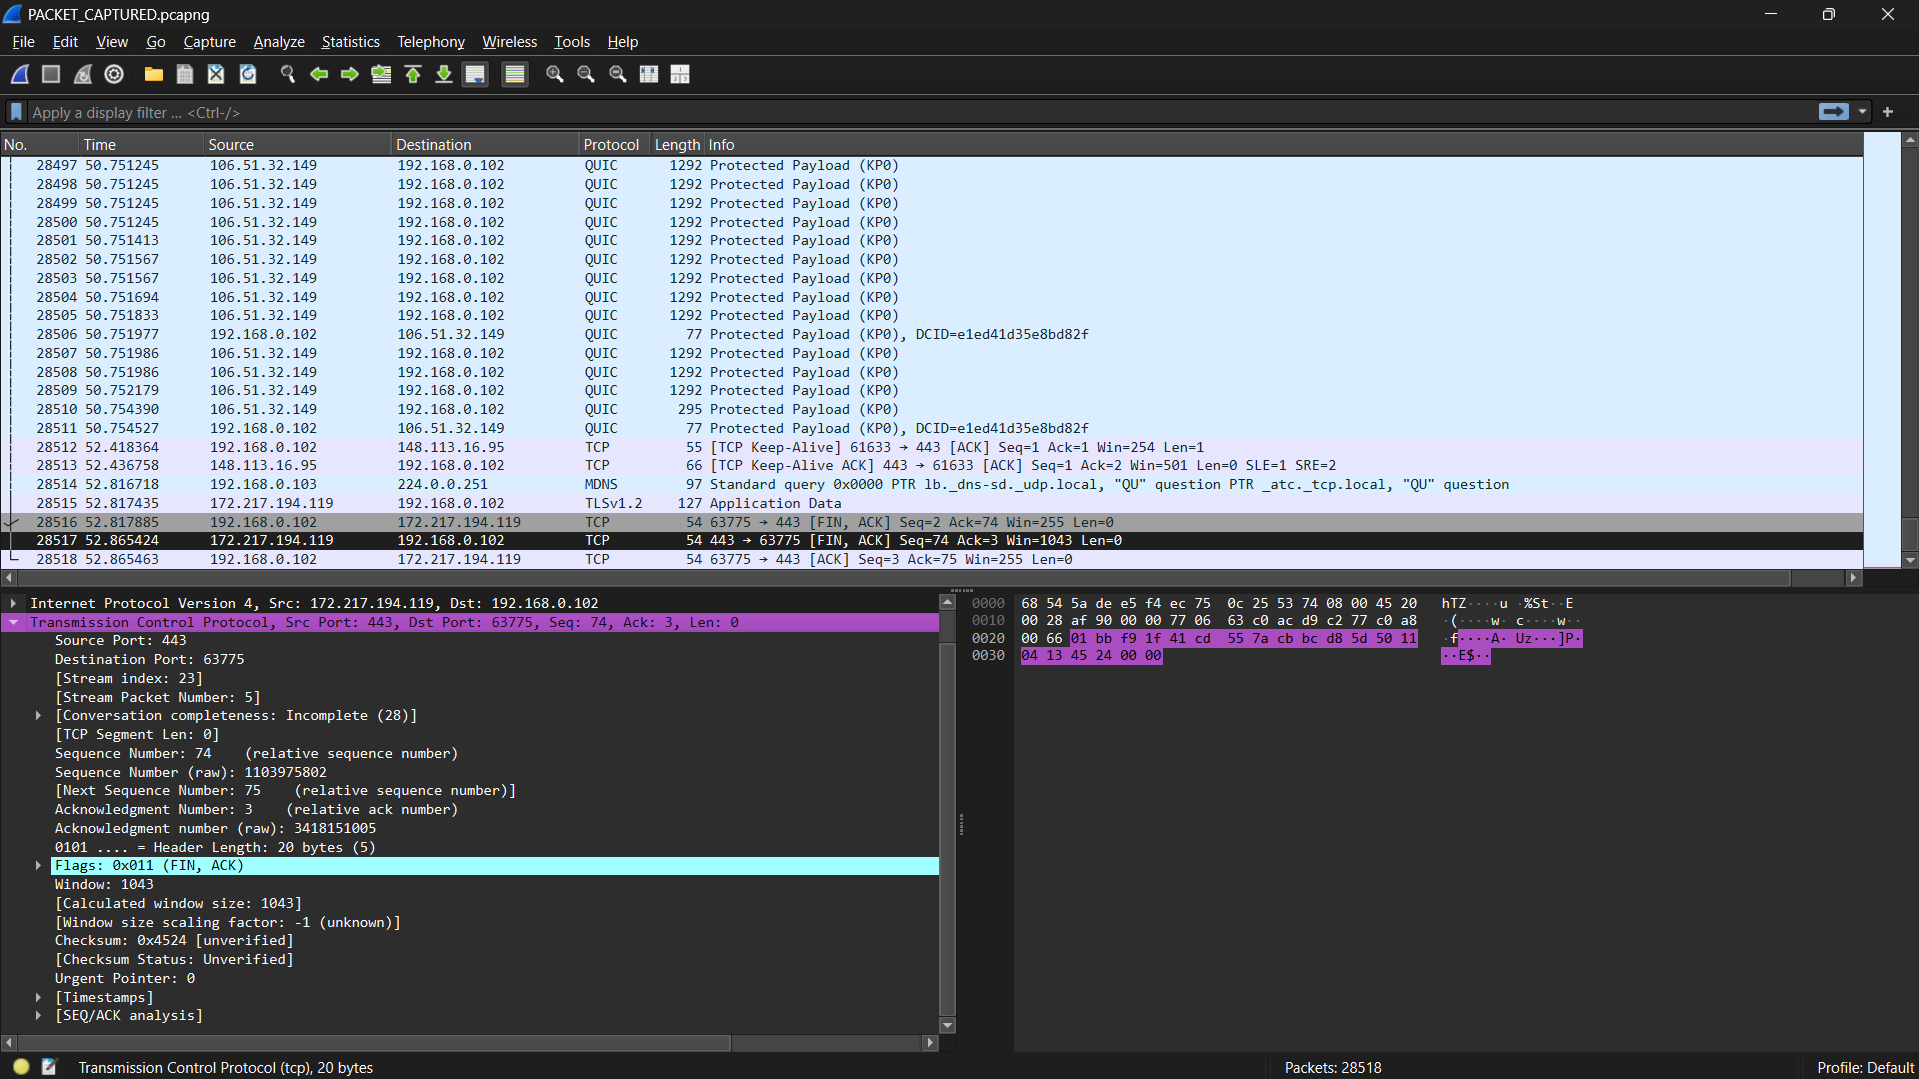 PACKET_CAPTURED.pcapng
File Edit View Go Capture Analyze Statistics Telephony Wireless Tools Help
Apply a display filter ... <Ctrl-/>
No. Time Source Destination Protocol Length Info
28497 50.751245 106.51.32.149 192.168.0.102 QUIC 1292 Protected Payload (KP0)
28498 50.751245 106.51.32.149 192.168.0.102 QUIC 1292 Protected Payload (KP0)
28499 50.751245 106.51.32.149 192.168.0.102 QUIC 1292 Protected Payload (KP0)
28500 50.751245 106.51.32.149 192.168.0.102 QUIC 1292 Protected Payload (KP0)
28501 50.751413 106.51.32.149 192.168.0.102 QUIC 1292 Protected Payload (KP0)
28502 50.751567 106.51.32.149 192.168.0.102 QUIC 1292 Protected Payload (KP0)
28503 50.751567 106.51.32.149 192.168.0.102 QUIC 1292 Protected Payload (KP0)
28504 50.751694 106.51.32.149 192.168.0.102 QUIC 1292 Protected Payload (KP0)
28505 50.751833 106.51.32.149 192.168.0.102 QUIC 1292 Protected Payload (KP0)
28506 50.751977 192.168.0.102 106.51.32.149 QUIC 77 Protected Payload (KP0), DCID=e1ed41d35e8bd82f
28507 50.751986 106.51.32.149 192.168.0.102 QUIC 1292 Protected Payload (KP0)
28508 50.751986 106.51.32.149 192.168.0.102 QUIC 1292 Protected Payload (KP0)
28509 50.752179 106.51.32.149 192.168.0.102 QUIC 1292 Protected Payload (KP0)
28510 50.754390 106.51.32.149 192.168.0.102 QUIC 295 Protected Payload (KP0)
28511 50.754527 192.168.0.102 106.51.32.149 QUIC 77 Protected Payload (KP0), DCID=e1ed41d35e8bd82f
28512 52.418364 192.168.0.102 148.113.16.95 TCP 55 [TCP Keep-Alive] 61633 → 443 [ACK] Seq=1 Ack=1 Win=254 Len=1
28513 52.436758 148.113.16.95 192.168.0.102 TCP 66 [TCP Keep-Alive ACK] 443 → 61633 [ACK] Seq=1 Ack=2 Win=501 Len=0 SLE=1 SRE=2
28514 52.816718 192.168.0.103 224.0.0.251 MDNS 97 Standard query 0x0000 PTR lb._dns-sd._udp.local, "QU" question PTR _atc._tcp.local, "QU" question
28515 52.817435 172.217.194.119 192.168.0.102 TLSv1.2 127 Application Data
28516 52.817885 192.168.0.102 172.217.194.119 TCP 54 63775 → 443 [FIN, ACK] Seq=2 Ack=74 Win=255 Len=0
28517 52.865424 172.217.194.119 192.168.0.102 TCP 54 443 → 63775 [FIN, ACK] Seq=74 Ack=3 Win=1043 Len=0
28518 52.865463 192.168.0.102 172.217.194.119 TCP 54 63775 → 443 [ACK] Seq=3 Ack=75 Win=255 Len=0
Internet Protocol Version 4, Src: 172.217.194.119, Dst: 192.168.0.102
Transmission Control Protocol, Src Port: 443, Dst Port: 63775, Seq: 74, Ack: 3, Len: 0
Source Port: 443
Destination Port: 63775
[Stream index: 23]
[Stream Packet Number: 5]
[Conversation completeness: Incomplete (28)]
[TCP Segment Len: 0]
Sequence Number: 74 (relative sequence number)
Sequence Number (raw): 1103975802
[Next Sequence Number: 75 (relative sequence number)]
Acknowledgment Number: 3 (relative ack number)
Acknowledgment number (raw): 3418151005
0101 .... = Header Length: 20 bytes (5)
Flags: 0x011 (FIN, ACK)
Window: 1043
[Calculated window size: 1043]
[Window size scaling factor: -1 (unknown)]
Checksum: 0x4524 [unverified]
[Checksum Status: Unverified]
Urgent Pointer: 0
[Timestamps]
[SEQ/ACK analysis]
0000 68 54 5a de e5 f4 ec 75 0c 25 53 74 08 00 45 20 hTZ····u ·%St··E
0010 00 28 af 90 00 00 77 06 63 c0 ac d9 c2 77 c0 a8 ·(····w· c····w··
0020 00 66 01 bb f9 1f 41 cd 55 7a cb bc d8 5d 50 11 ·f····A· Uz···]P·
0030 04 13 45 24 00 00 ··E$··
Transmission Control Protocol (tcp), 20 bytes
Packets: 28518
Profile: Default